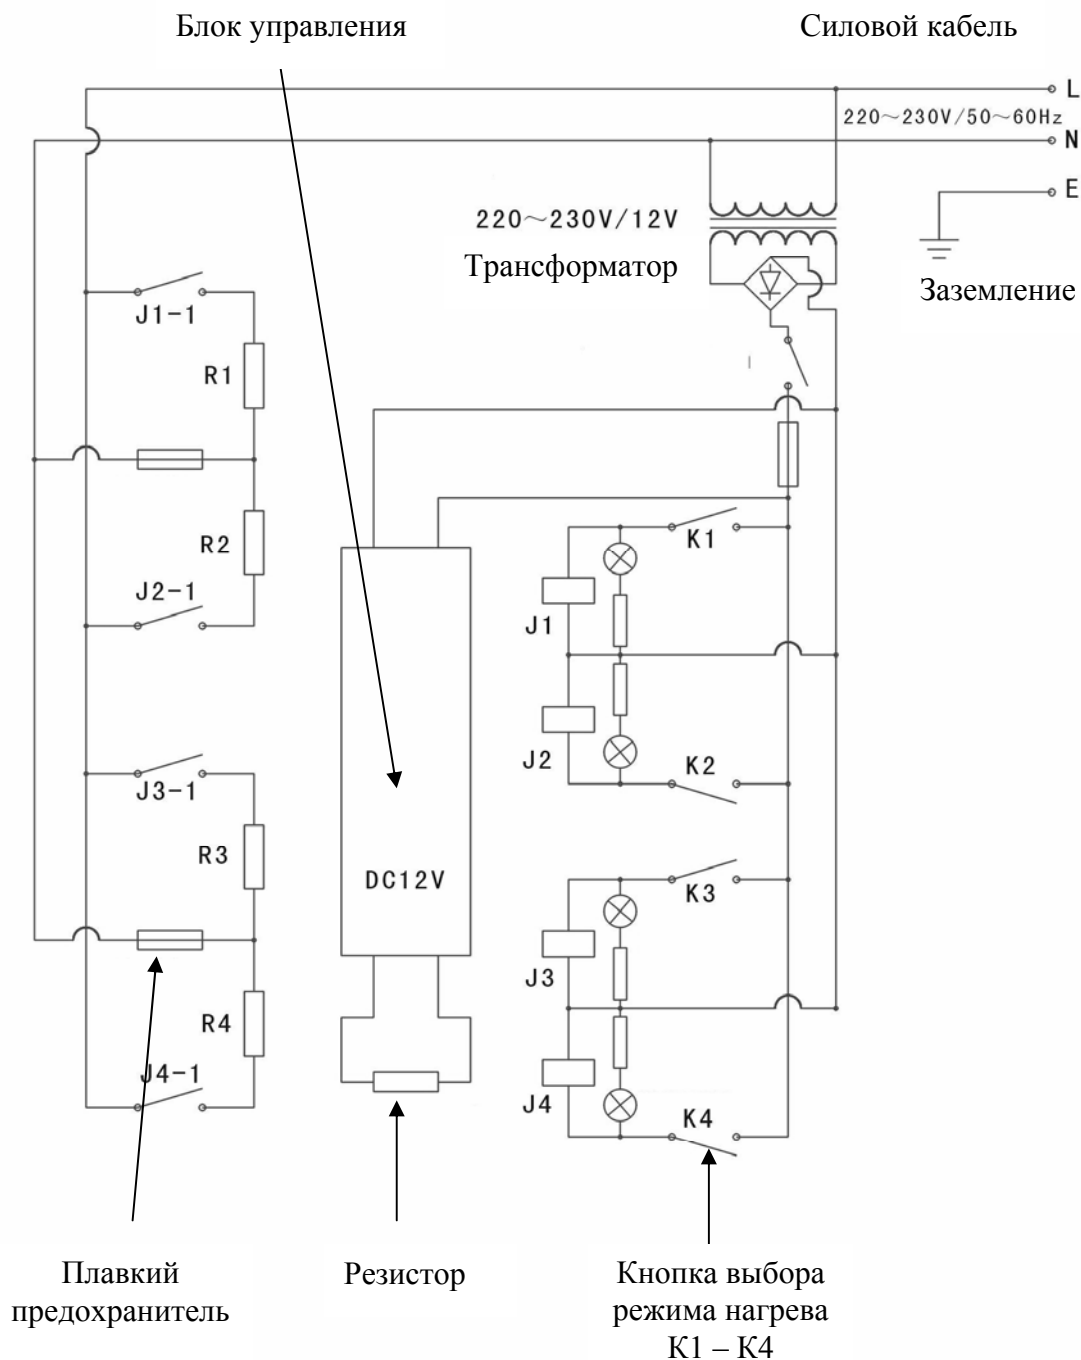 Блок управления
Силовой кабель
L
220～230V/50～60Hz
N
E
220～230V/12V
Трансформатор
Заземление
J1-1
R1
R2
K1
J2-1
J1
K2
J2
J3-1
R3
DC12V
K3
J3
R4
J4-1
J4
K4
Плавкий
предохранитель
Резистор
Кнопка выбора
режима нагрева
К1 – К4